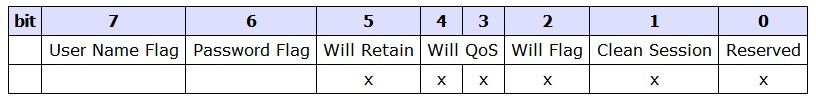 bit 7 6 5 4 3 2 1 0
User Name Flag Password Flag Will Retain Will QoS Will Flag Clean Session Reserved
x x x x x x